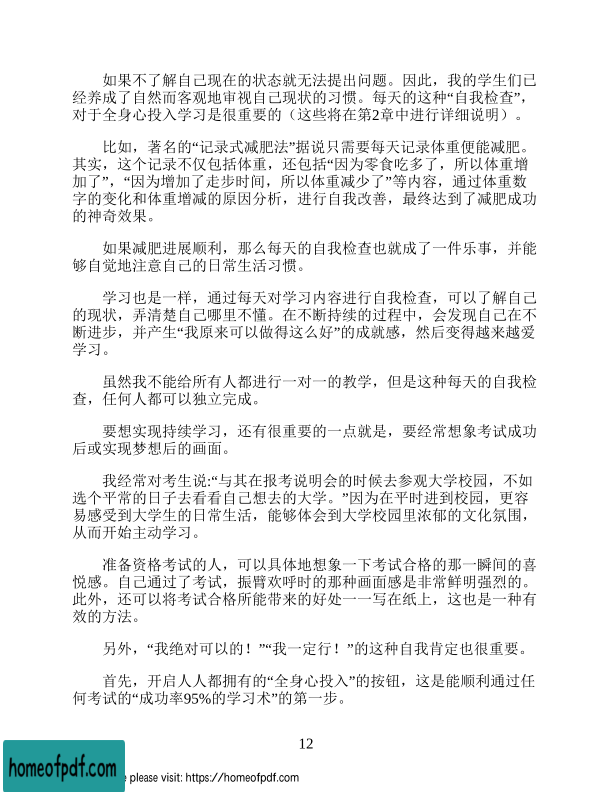 如果不了解自己现在的状态就无法提出问题。因此，我的学生们已
经养成了自然而客观地审视自己现状的习惯。每天的这种“自我检查”，
对于全身心投入学习是很重要的（这些将在第2章中进行详细说明）。
比如，著名的“记录式减肥法”据说只需要每天记录体重便能减肥。
其实，这个记录不仅包括体重，还包括“因为零食吃多了，所以体重增
加了”，“因为增加了走步时间，所以体重减少了”等内容，通过体重数
字的变化和体重增减的原因分析，进行自我改善，最终达到了减肥成功
的神奇效果。
如果减肥进展顺利，那么每天的自我检查也就成了一件乐事，并能
够自觉地注意自己的日常生活习惯。
学习也是一样，通过每天对学习内容进行自我检查，可以了解自己
的现状，弄清楚自己哪里不懂。在不断持续的过程中，会发现自己在不
断进步，并产生“我原来可以做得这么好”的成就感，然后变得越来越爱
学习。
虽然我不能给所有人都进行一对一的教学，但是这种每天的自我检
查，任何人都可以独立完成。
要想实现持续学习，还有很重要的一点就是，要经常想象考试成功
后或实现梦想后的画面。
我经常对考生说:“与其在报考说明会的时候去参观大学校园，不如
选个平常的日子去看看自己想去的大学。”因为在平时进到校园，更容
易感受到大学生的日常生活，能够体会到大学校园里浓郁的文化氛围，
从而开始主动学习。
准备资格考试的人，可以具体地想象一下考试合格的那一瞬间的喜
悦感。自己通过了考试，振臂欢呼时的那种画面感是非常鲜明强烈的。
此外，还可以将考试合格所能带来的好处一一写在纸上，这也是一种有
效的方法。
另外，“我绝对可以的！”“我一定行！”的这种自我肯定也很重要。
首先，开启人人都拥有的“全身心投入”的按钮，这是能顺利通过任
何考试的“成功率95%的学习术”的第一步。
12
homeofpdf.com
please visit: https://homeofpdf.com